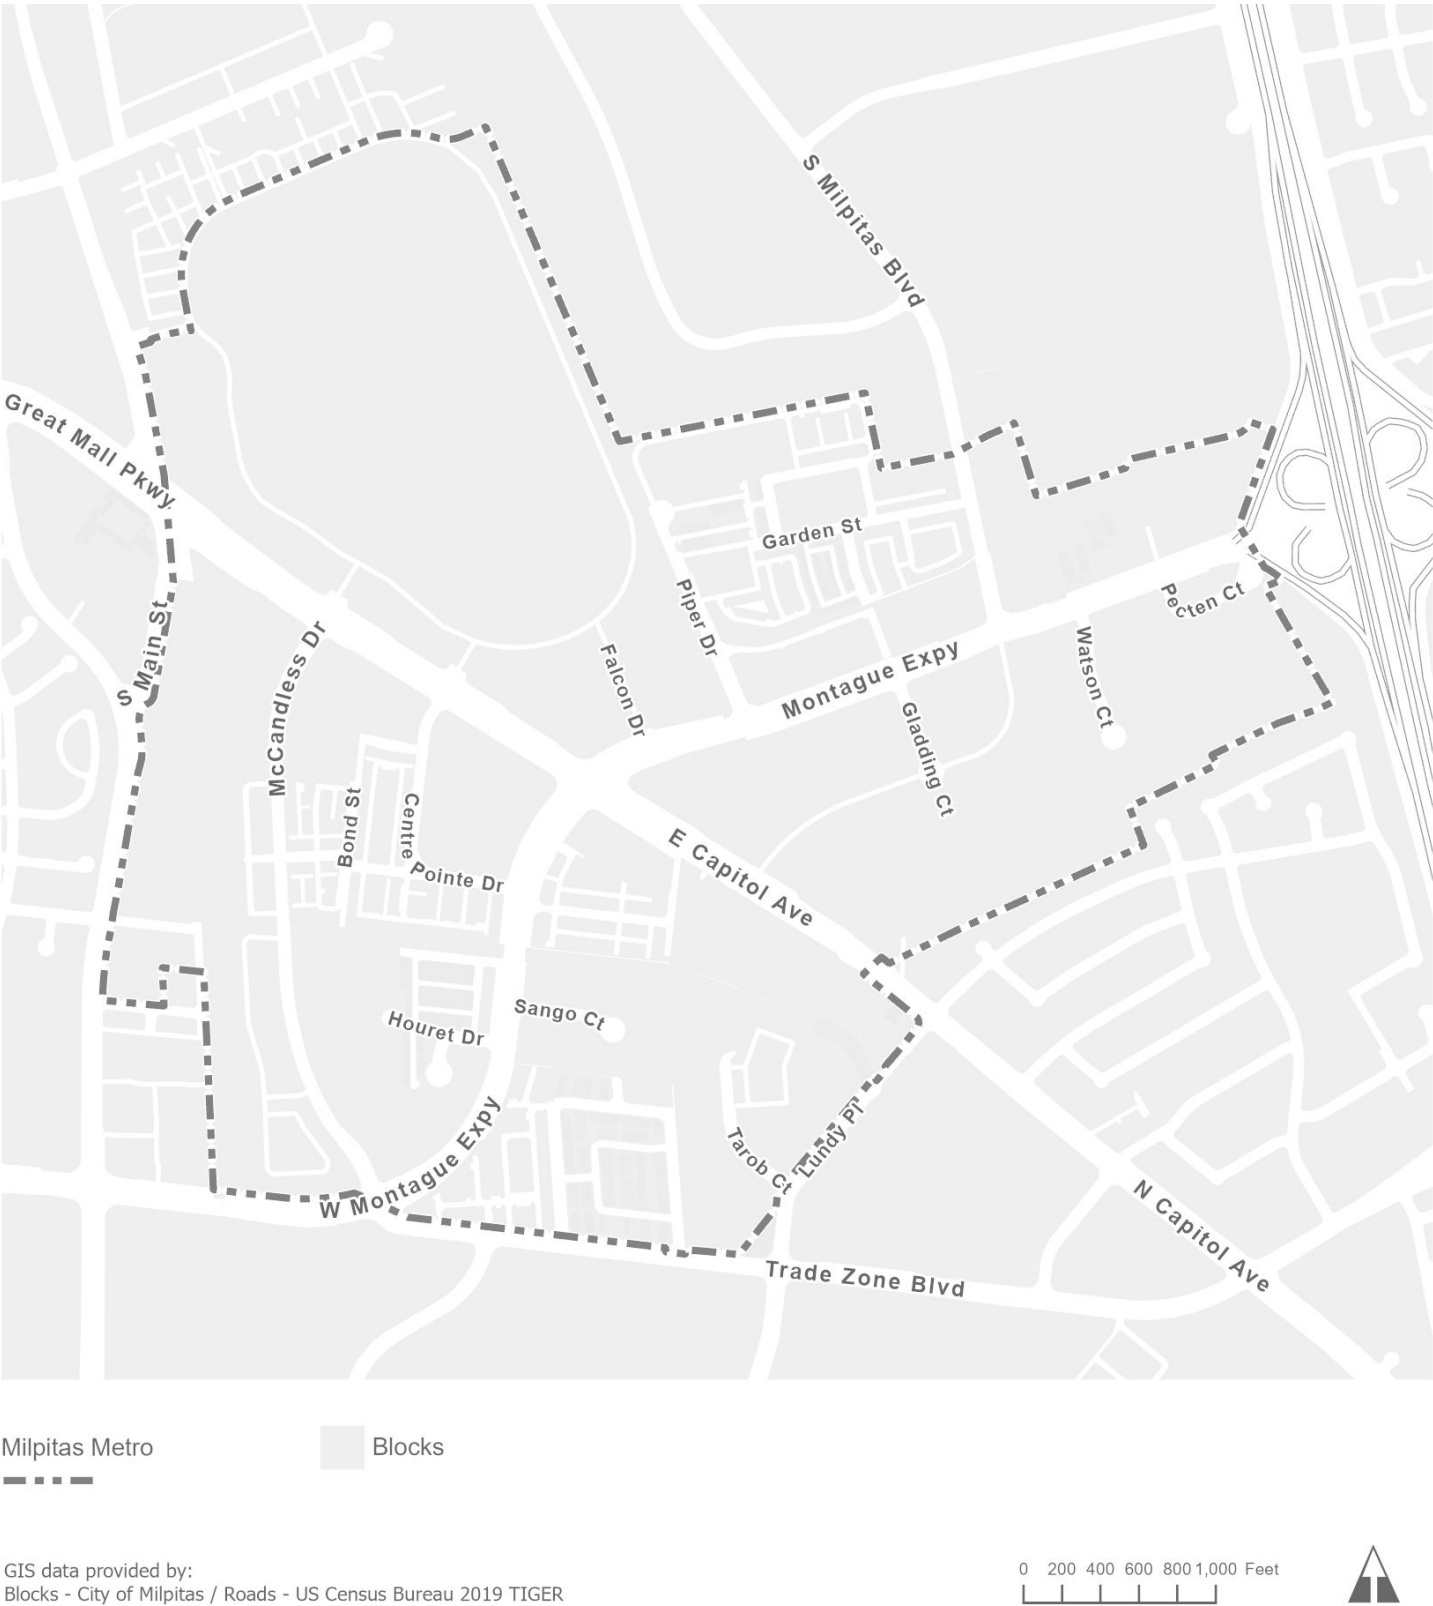 S Milpitas Blvd
Great Mall Pkwy
Garden St
Piper Dr
Pecten Ct
S Main St
McCandless Dr
Falcon Dr
Montague Expy
Watson Ct
Gladding Ct
Bond St
Centre Pointe Dr
E Capitol Ave
Houret Dr
Sango Ct
W Montague Expy
Tarob Ct
Lundy Pl
N Capitol Ave
Trade Zone Blvd
Milpitas Metro
Blocks
GIS data provided by:
Blocks - City of Milpitas / Roads - US Census Bureau 2019 TIGER
0 200 400 600 800 1,000 Feet